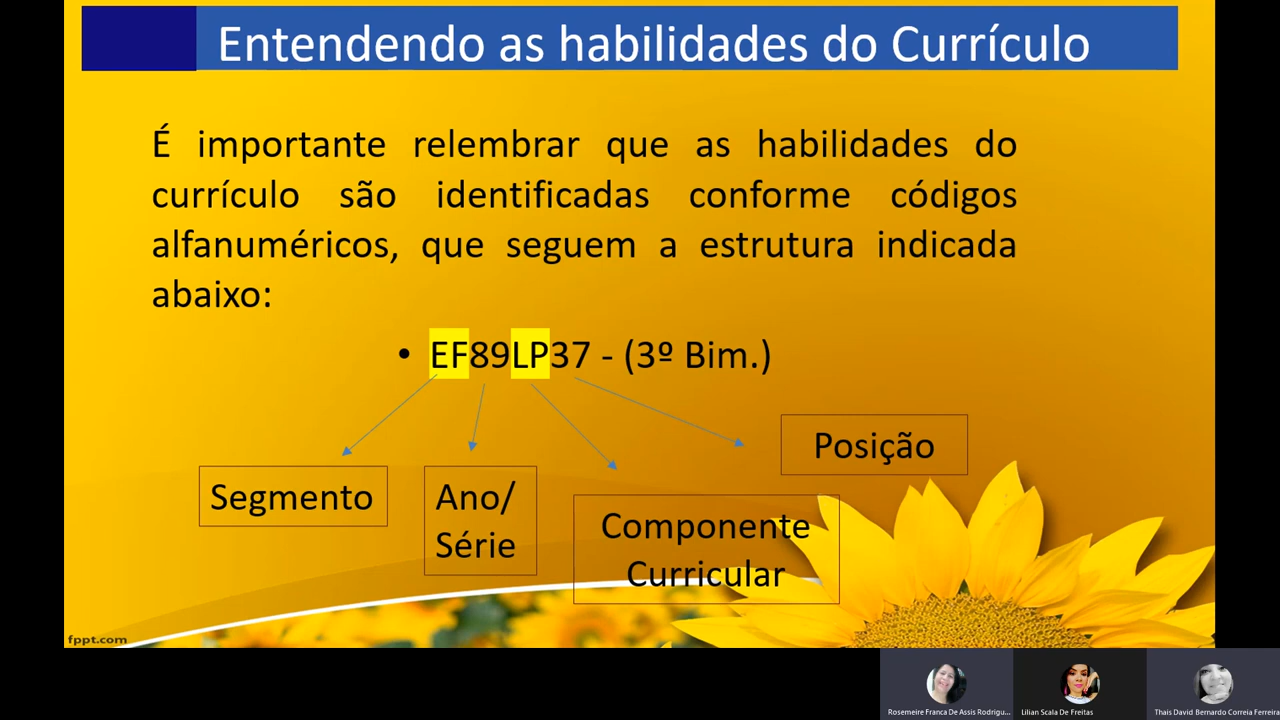 Entendendo as habilidades do Currículo
É importante relembrar que as habilidades do
currículo são identificadas conforme códigos
alfanuméricos, que seguem a estrutura indicada
abaixo:
• EF89LP37 - (3º Bim.)
Posição
Segmento
Ano/
Série
Componente
Curricular
fppt.com
Rosemeire Franca De Assis Rodrigu...
Lilian Scala De Freitas
Thais David Bernardo Correia Ferreira